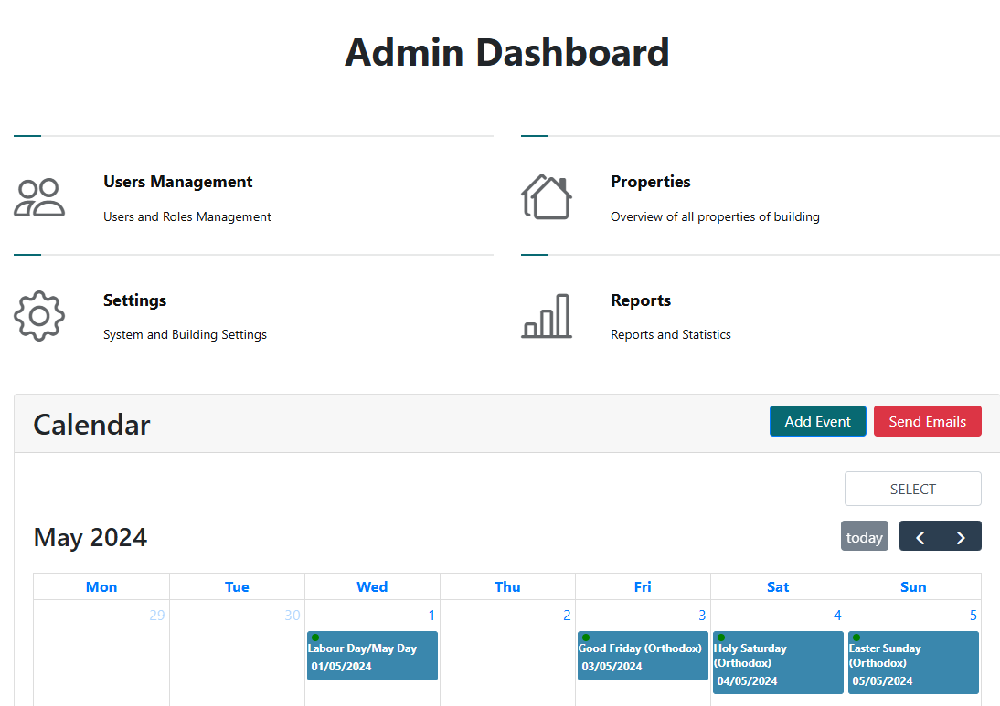 Admin Dashboard
Users Management
Users and Roles Management
Properties
Overview of all properties of building
Settings
System and Building Settings
Reports
Reports and Statistics
Calendar
Add Event
Send Emails
---SELECT---
May 2024
today
Mon Tue Wed Thu Fri Sat Sun
29 30 1 2 3 4 5
Labour Day/May Day
01/05/2024
Good Friday (Orthodox)
03/05/2024
Holy Saturday
(Orthodox)
04/05/2024
Easter Sunday
(Orthodox)
05/05/2024